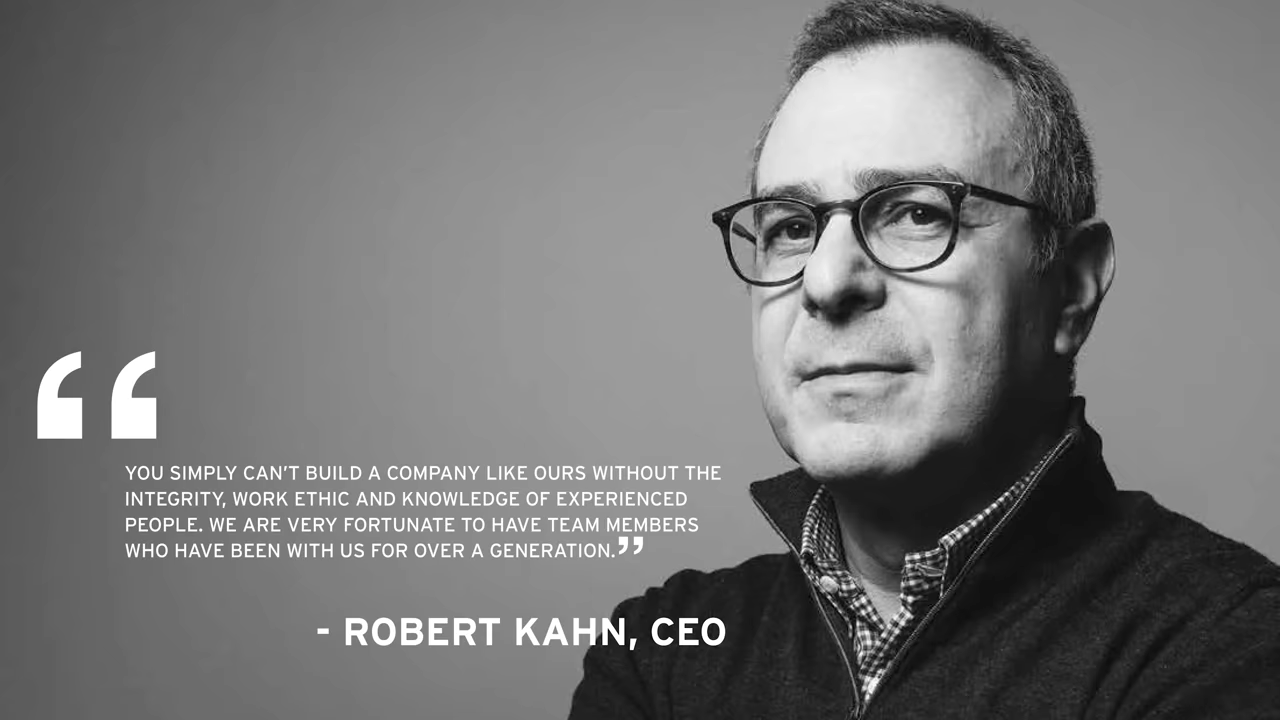 “
YOU SIMPLY CAN’T BUILD A COMPANY LIKE OURS WITHOUT THE
INTEGRITY, WORK ETHIC AND KNOWLEDGE OF EXPERIENCED
PEOPLE. WE ARE VERY FORTUNATE TO HAVE TEAM MEMBERS
WHO HAVE BEEN WITH US FOR OVER A GENERATION.”
- ROBERT KAHN, CEO